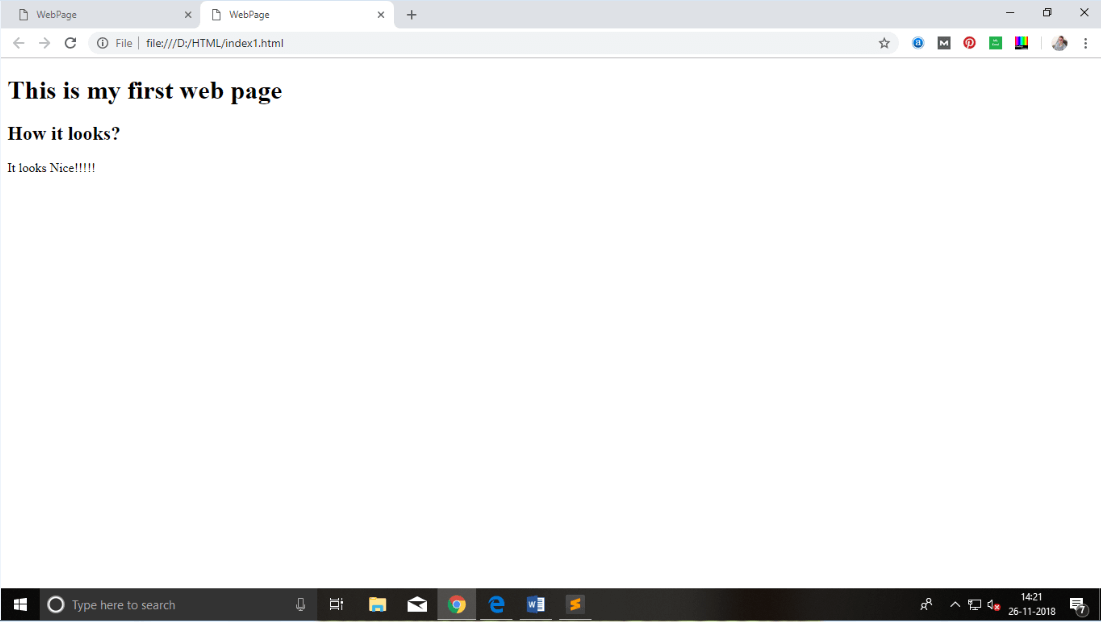 WebPage
WebPage
File file:///D:/HTML/index1.html
This is my first web page
How it looks?
It looks Nice!!!!!
Type here to search
14:21
26-11-2018
7